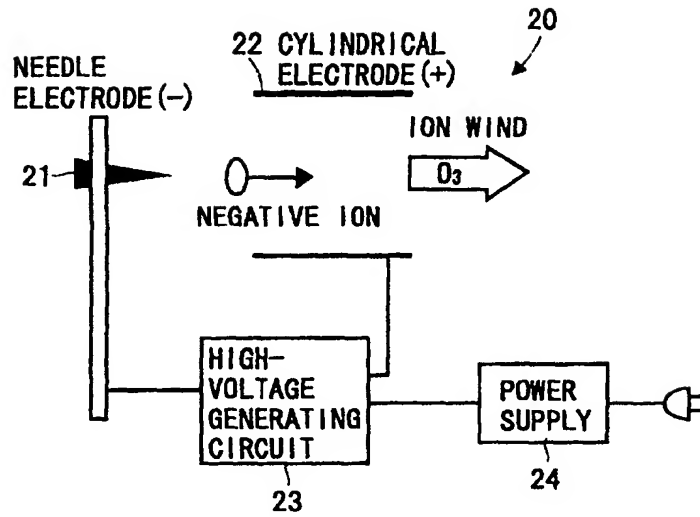 20
22 CYLINDRICAL
ELECTRODE(+)
NEEDLE
ELECTRODE(-)
ION WIND
21
O3
NEGATIVE ION
HIGH-
VOLTAGE
GENERATING
CIRCUIT
POWER
SUPPLY
23
24